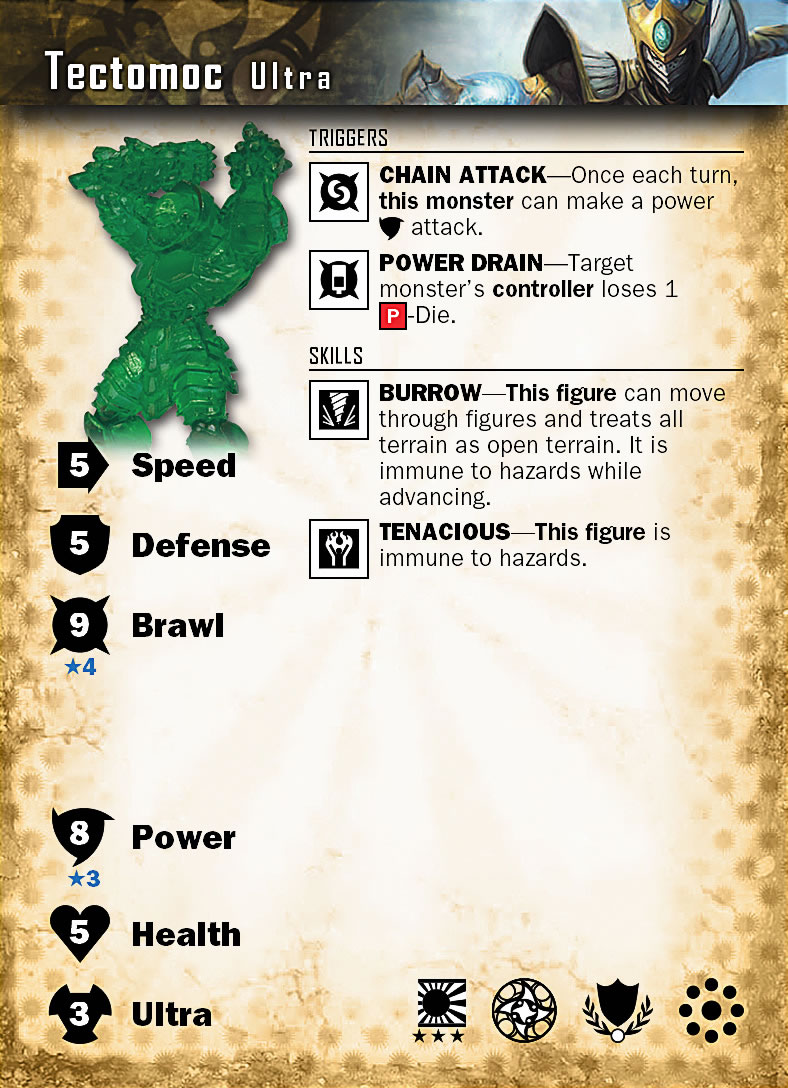 Tectomoc Ultra
TRIGGERS
CHAIN ATTACK—Once each turn,
this monster can make a power
attack.
POWER DRAIN—Target
monster's controller loses 1
P-Die.
SKILLS
BURROW—This figure can move
through figures and treats all
terrain as open terrain. It is
immune to hazards while
advancing.
TENACIOUS—This figure is
immune to hazards.
5 Speed
5 Defense
9 Brawl
★4
8 Power
★3
5 Health
3 Ultra